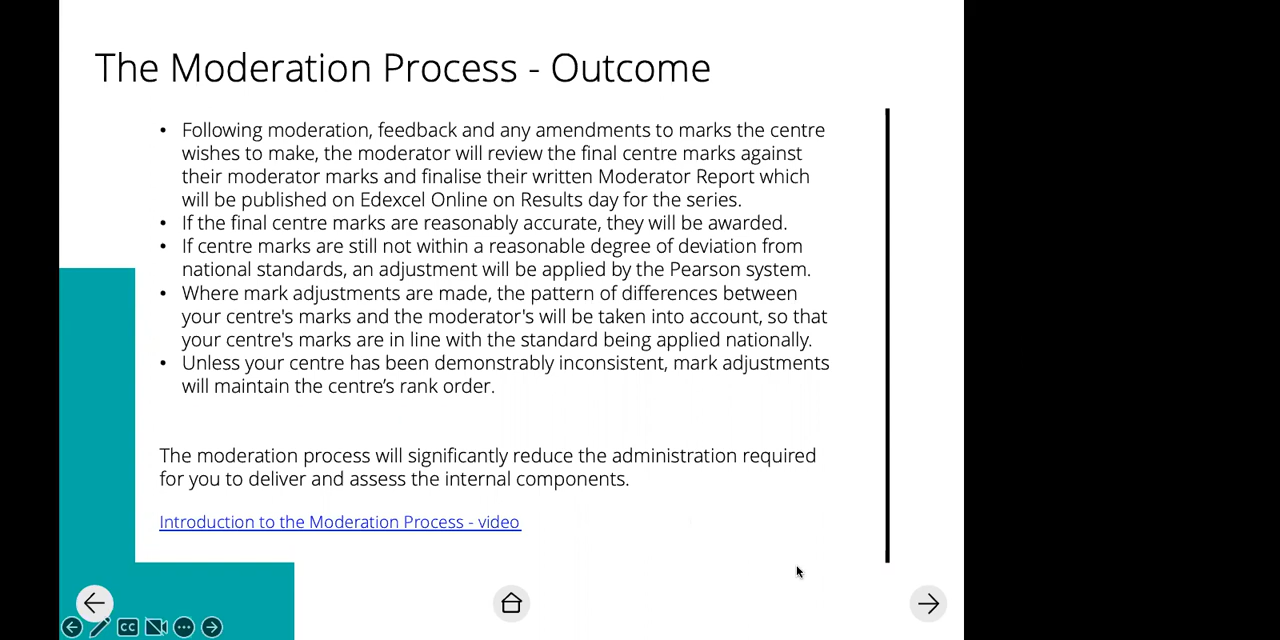 The Moderation Process - Outcome
• Following moderation, feedback and any amendments to marks the centre
wishes to make, the moderator will review the final centre marks against
their moderator marks and finalise their written Moderator Report which
will be published on Edexcel Online on Results day for the series.
• If the final centre marks are reasonably accurate, they will be awarded.
• If centre marks are still not within a reasonable degree of deviation from
national standards, an adjustment will be applied by the Pearson system.
• Where mark adjustments are made, the pattern of differences between
your centre's marks and the moderator's will be taken into account, so that
your centre's marks are in line with the standard being applied nationally.
• Unless your centre has been demonstrably inconsistent, mark adjustments
will maintain the centre’s rank order.
The moderation process will significantly reduce the administration required
for you to deliver and assess the internal components.
Introduction to the Moderation Process - video
CC